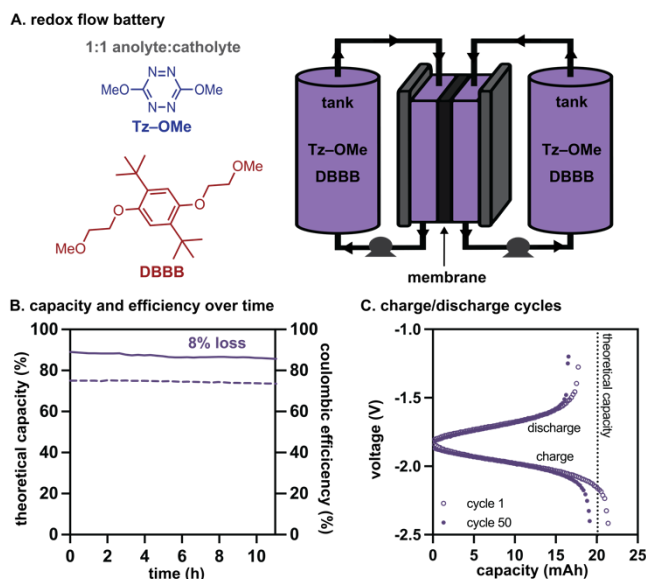 A. redox flow battery
1:1 anolyte:catholyte
N–N
MeO
OMe
N=N
Tz–OMe
OMe
O
O
MeO
DBBB
tank
Tz–OMe
DBBB
tank
Tz–OMe
DBBB
membrane
B. capacity and efficiency over time
100
80
60
40
20
0
theoretical capacity (%)
8% loss
100
80
60
40
20
0
coulombic efficicency (%)
0 2 4 6 8 10
time (h)
C. charge/discharge cycles
-1.0
-1.5
-2.0
-2.5
voltage (V)
theoretical capacity
discharge
charge
cycle 1
cycle 50
0 5 10 15 20 25
capacity (mAh)